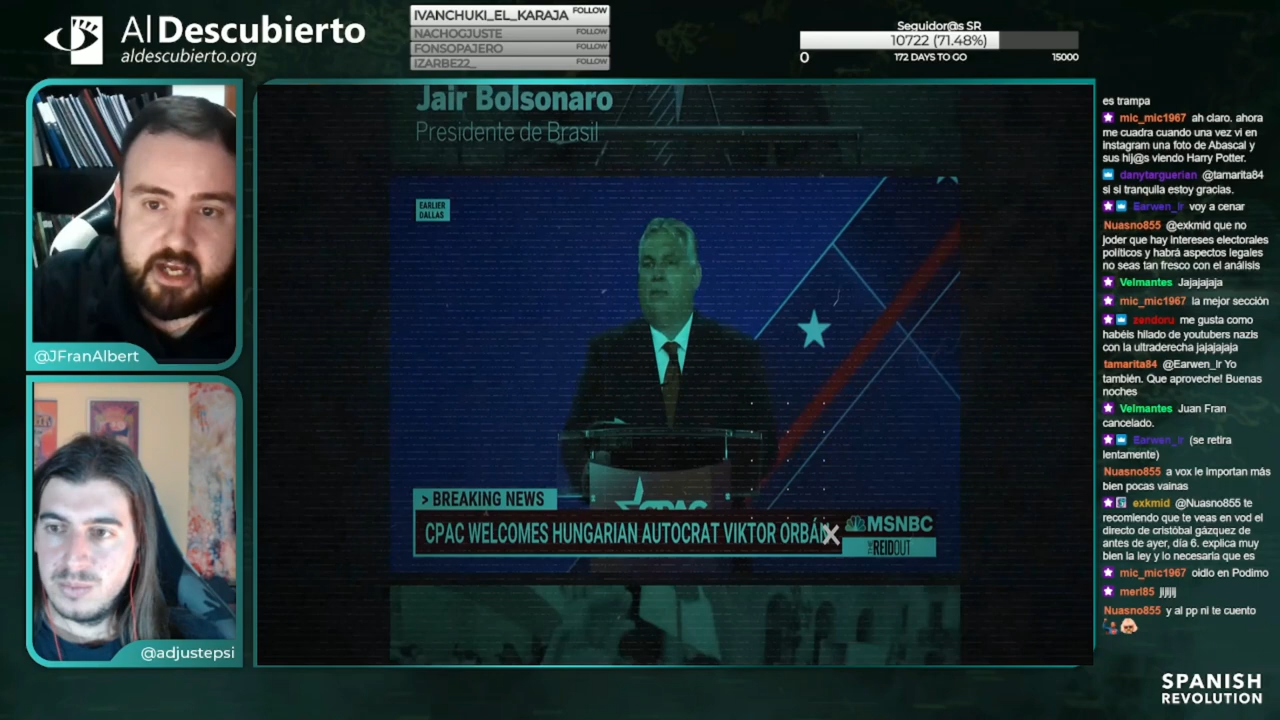 Al Descubierto
aldescubierto.org
IVANCHUKI_EL_KARAJA FOLLOW
NACHOGJUSTE FOLLOW
FONSOPAJERO FOLLOW
IZARBE22_ FOLLOW
Seguidor@s SR
10722 (71.48%)
0 172 DAYS TO GO 15000
@JFranAlbert
@adjustepsi
Jair Bolsonaro
Presidente de Brasil
EARLIER
DALLAS
CPAC
> BREAKING NEWS
CPAC WELCOMES HUNGARIAN AUTOCRAT VIKTOR ORBÁN
MSNBC
THE REIDOUT
es trampa
mic_mic1967 ah claro. ahora
me cuadra cuando una vez vi en
instagram una foto de Abascal y
sus hij@s viendo Harry Potter.
danytarguerian @tamarita84
si si tranquila estoy gracias.
Earwen_Ir voy a cenar
Nuasno855 @exkmid que no
joder que hay intereses electorales
políticos y habrá aspectos legales
no seas tan fresco con el análisis
Velmantes Jajajajaja
mic_mic1967 la mejor sección
zendoru me gusta como
habéis hilado de youtubers nazis
con la ultraderecha jajajajaja
tamarita84 @Earwen_Ir Yo
también. Que aproveche! Buenas
noches
Velmantes Juan Fran
cancelado.
Earwen_Ir (se retira
lentamente)
Nuasno855 a vox le importan más
bien pocas vainas
exkmid @Nuasno855 te
recomiendo que te veas en vod el
directo de cristóbal gázquez de
antes de ayer, día 6. explica muy
bien la ley y lo necesaria que es
mic_mic1967 oidlo en Podimo
merl85 jijijij
Nuasno855 y al pp ni te cuento
SPANISH
REVOLUTION